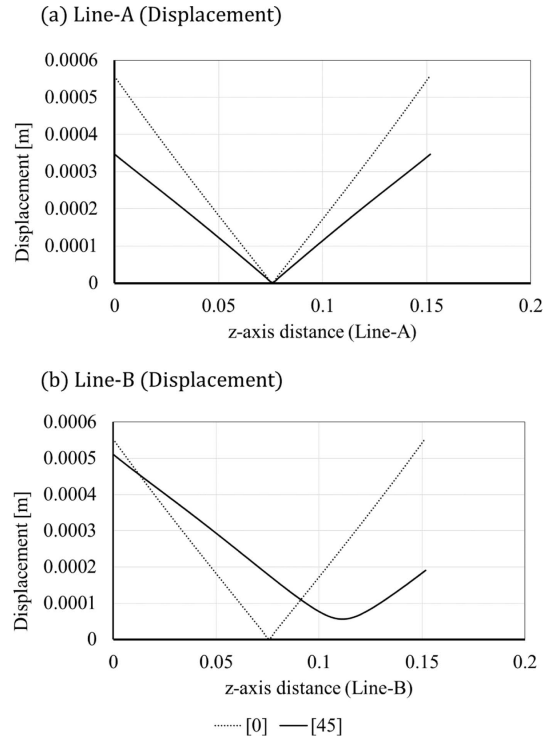 (a) Line-A (Displacement)
0.0006
0.0005
0.0004
0.0003
0.0002
0.0001
0
Displacement [m]
0 0.05 0.1 0.15 0.2
z-axis distance (Line-A)
(b) Line-B (Displacement)
0.0006
0.0005
0.0004
0.0003
0.0002
0.0001
0
Displacement [m]
0 0.05 0.1 0.15 0.2
z-axis distance (Line-B)
[0] [45]